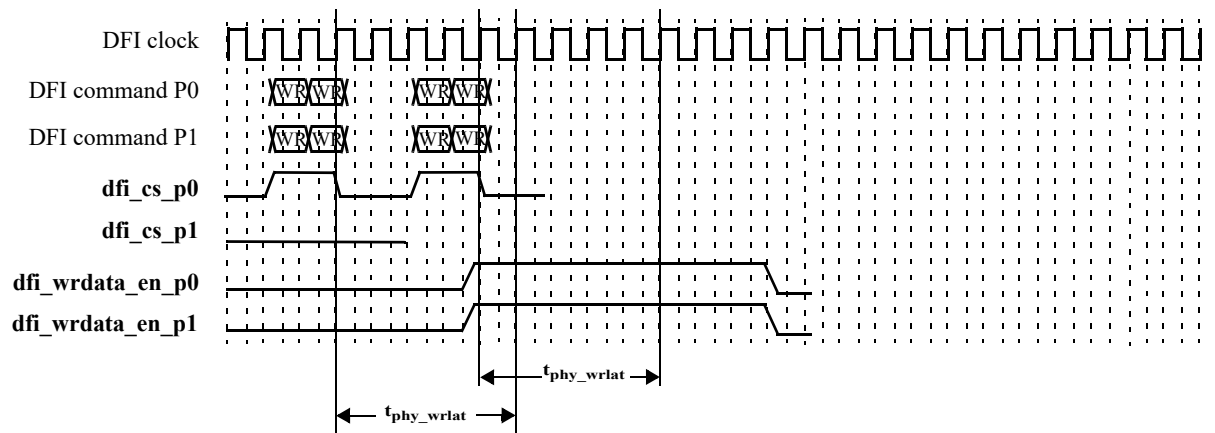 DFI clock
DFI command P0 WR WR WR WR
DFI command P1 WR WR WR WR
dfi_cs_p0
dfi_cs_p1
dfi_wrdata_en_p0
dfi_wrdata_en_p1
tphy_wrlat
tphy_wrlat